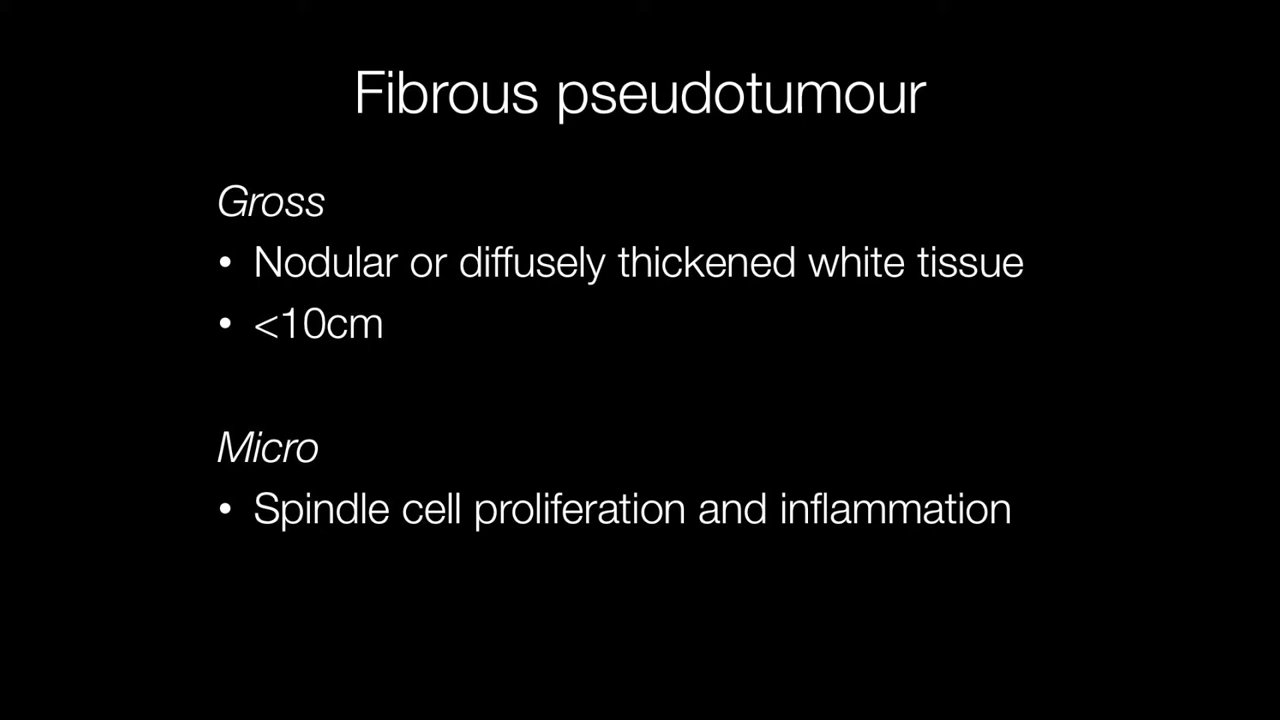 Fibrous pseudotumour
Gross
• Nodular or diffusely thickened white tissue
• <10cm
Micro
• Spindle cell proliferation and inflammation